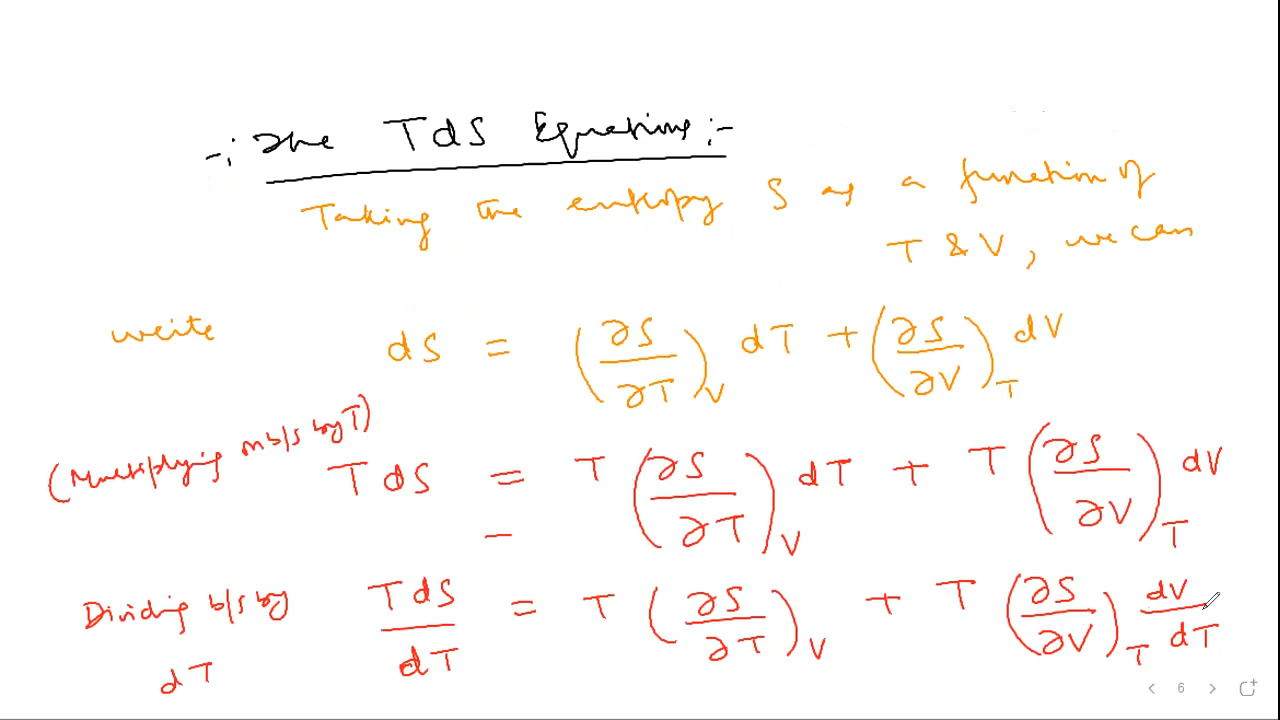 -: The TdS Equations :-
Taking the entropy S as a function of
T & V, we can
write dS = (∂S/∂T)_V dT + (∂S/∂V)_T dV
(Multiplying on b/s by T) TdS = T (∂S/∂T)_V dT + T (∂S/∂V)_T dV
Dividing b/s by dT TdS/dT = T (∂S/∂T)_V + T (∂S/∂V)_T dV/dT
6